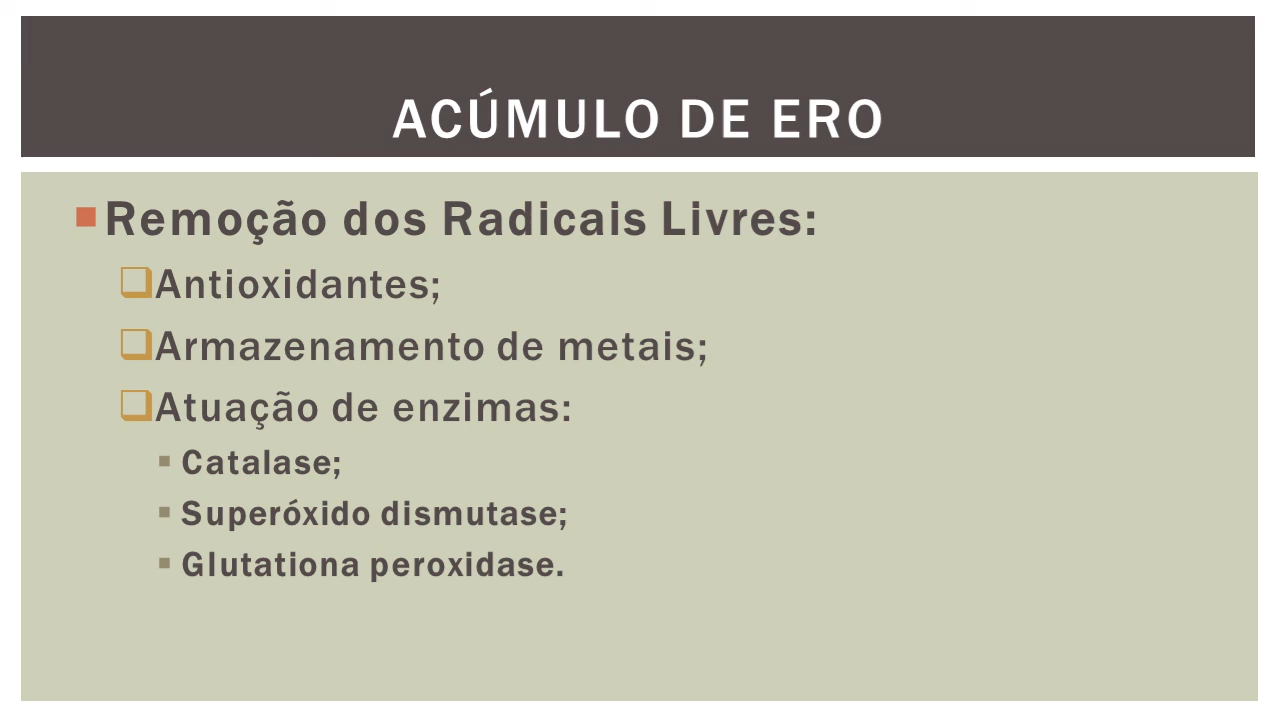 ACÚMULO DE ERO
Remoção dos Radicais Livres:
Antioxidantes;
Armazenamento de metais;
Atuação de enzimas:
Catalase;
Superóxido dismutase;
Glutationa peroxidase.